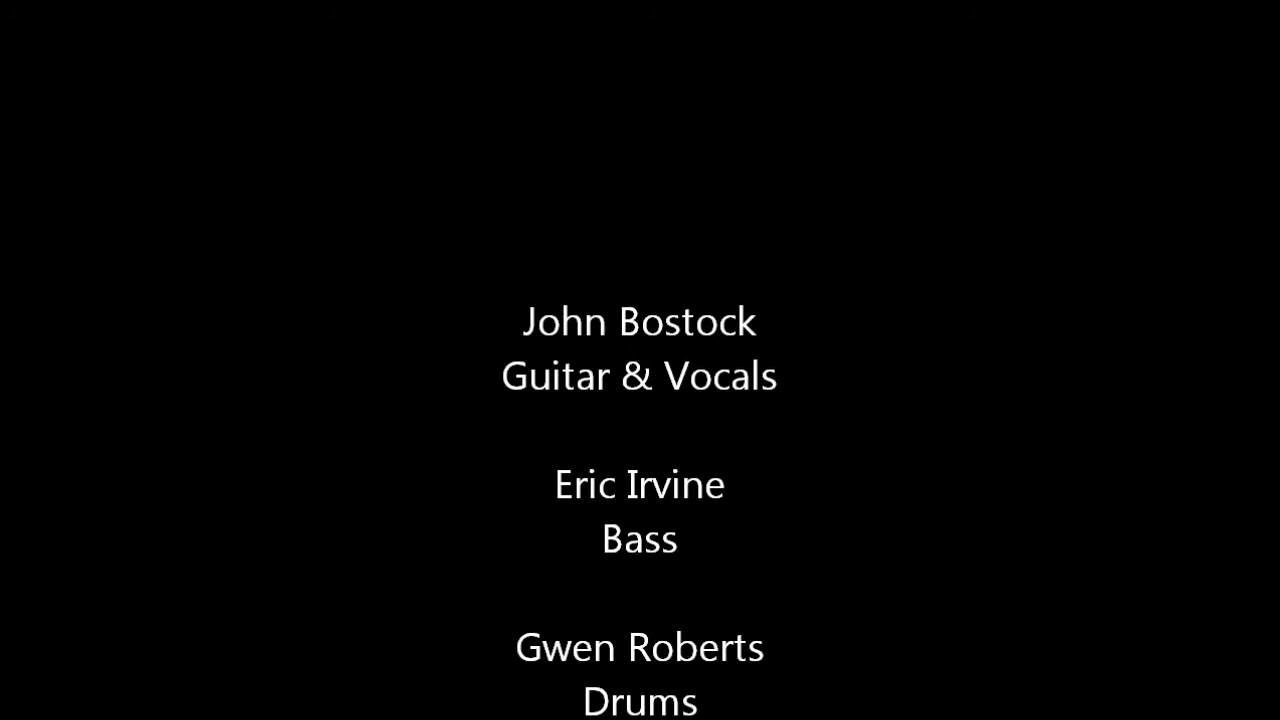 John Bostock
Guitar & Vocals
Eric Irvine
Bass
Gwen Roberts
Drums